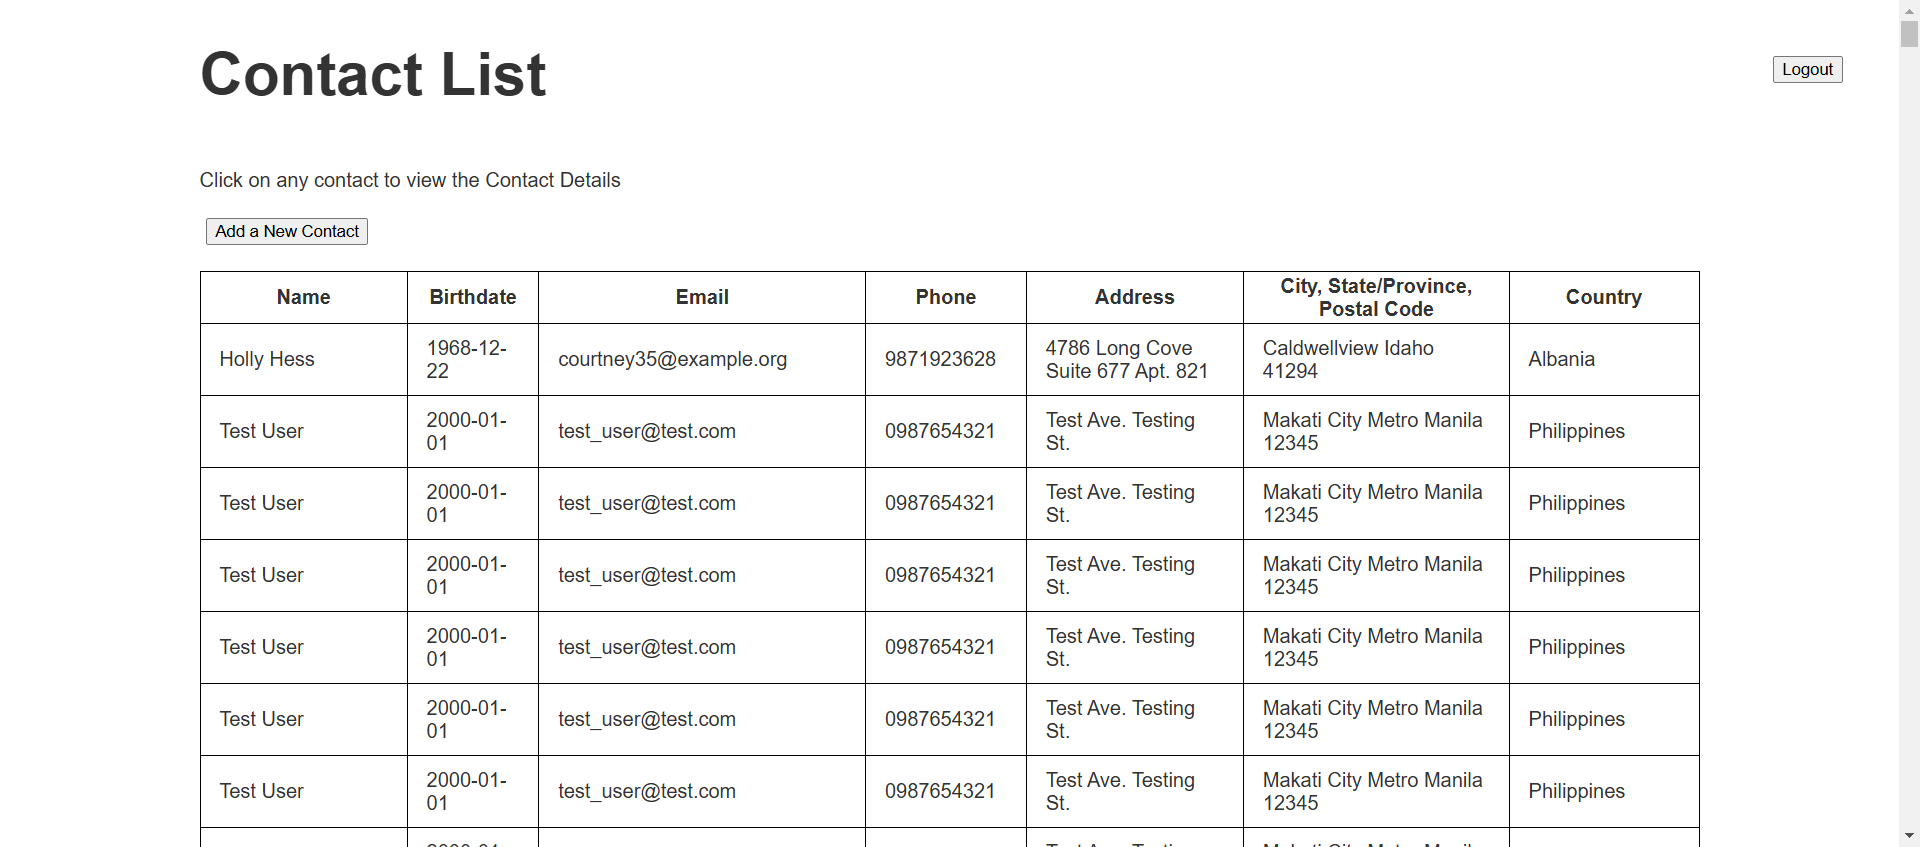 Contact List
Logout
Click on any contact to view the Contact Details
Add a New Contact
Name Birthdate Email Phone Address City, State/Province, Postal Code Country
Holly Hess 1968-12-22 courtney35@example.org 9871923628 4786 Long Cove Suite 677 Apt. 821 Caldwellview Idaho 41294 Albania
Test User 2000-01-01 test_user@test.com 0987654321 Test Ave. Testing St. Makati City Metro Manila 12345 Philippines
Test User 2000-01-01 test_user@test.com 0987654321 Test Ave. Testing St. Makati City Metro Manila 12345 Philippines
Test User 2000-01-01 test_user@test.com 0987654321 Test Ave. Testing St. Makati City Metro Manila 12345 Philippines
Test User 2000-01-01 test_user@test.com 0987654321 Test Ave. Testing St. Makati City Metro Manila 12345 Philippines
Test User 2000-01-01 test_user@test.com 0987654321 Test Ave. Testing St. Makati City Metro Manila 12345 Philippines
Test User 2000-01-01 test_user@test.com 0987654321 Test Ave. Testing St. Makati City Metro Manila 12345 Philippines